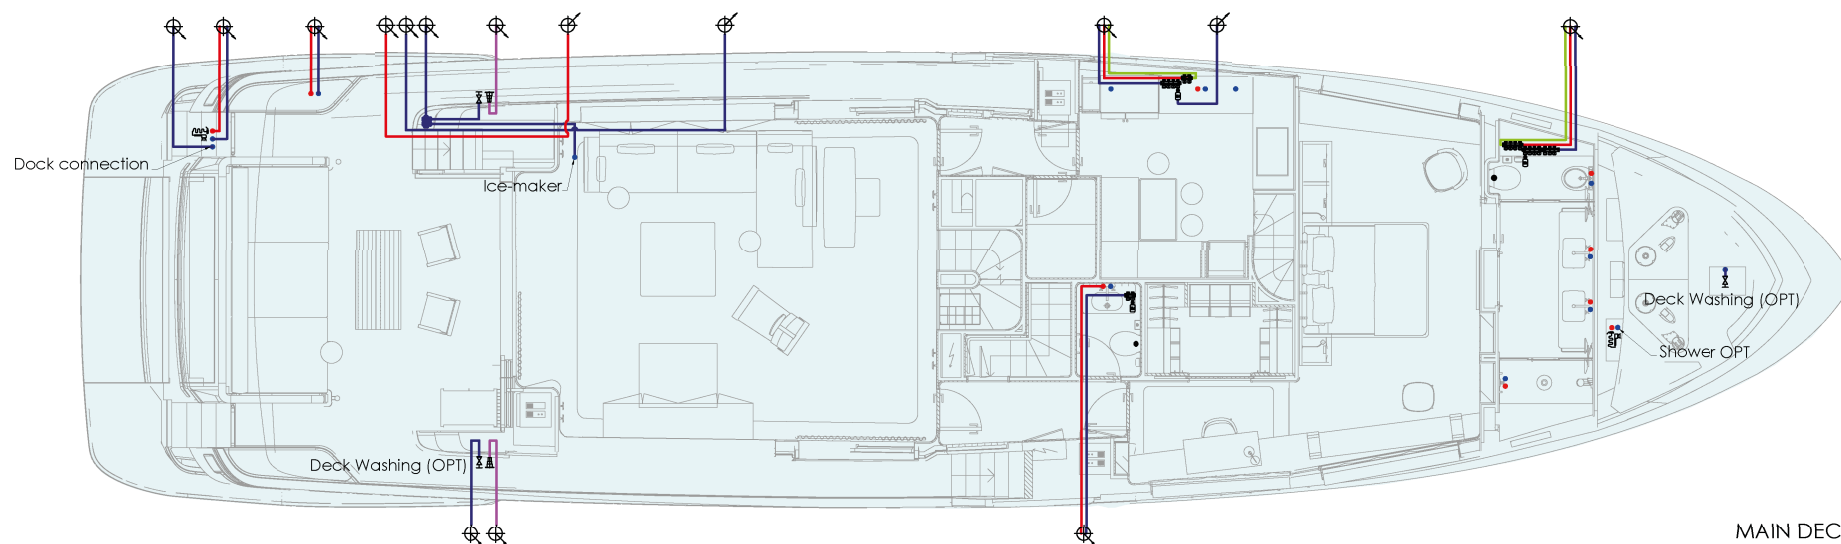 Dock connection
Ice-maker
Deck Washing (OPT)
Shower OPT
Deck Washing (OPT)
MAIN DEC